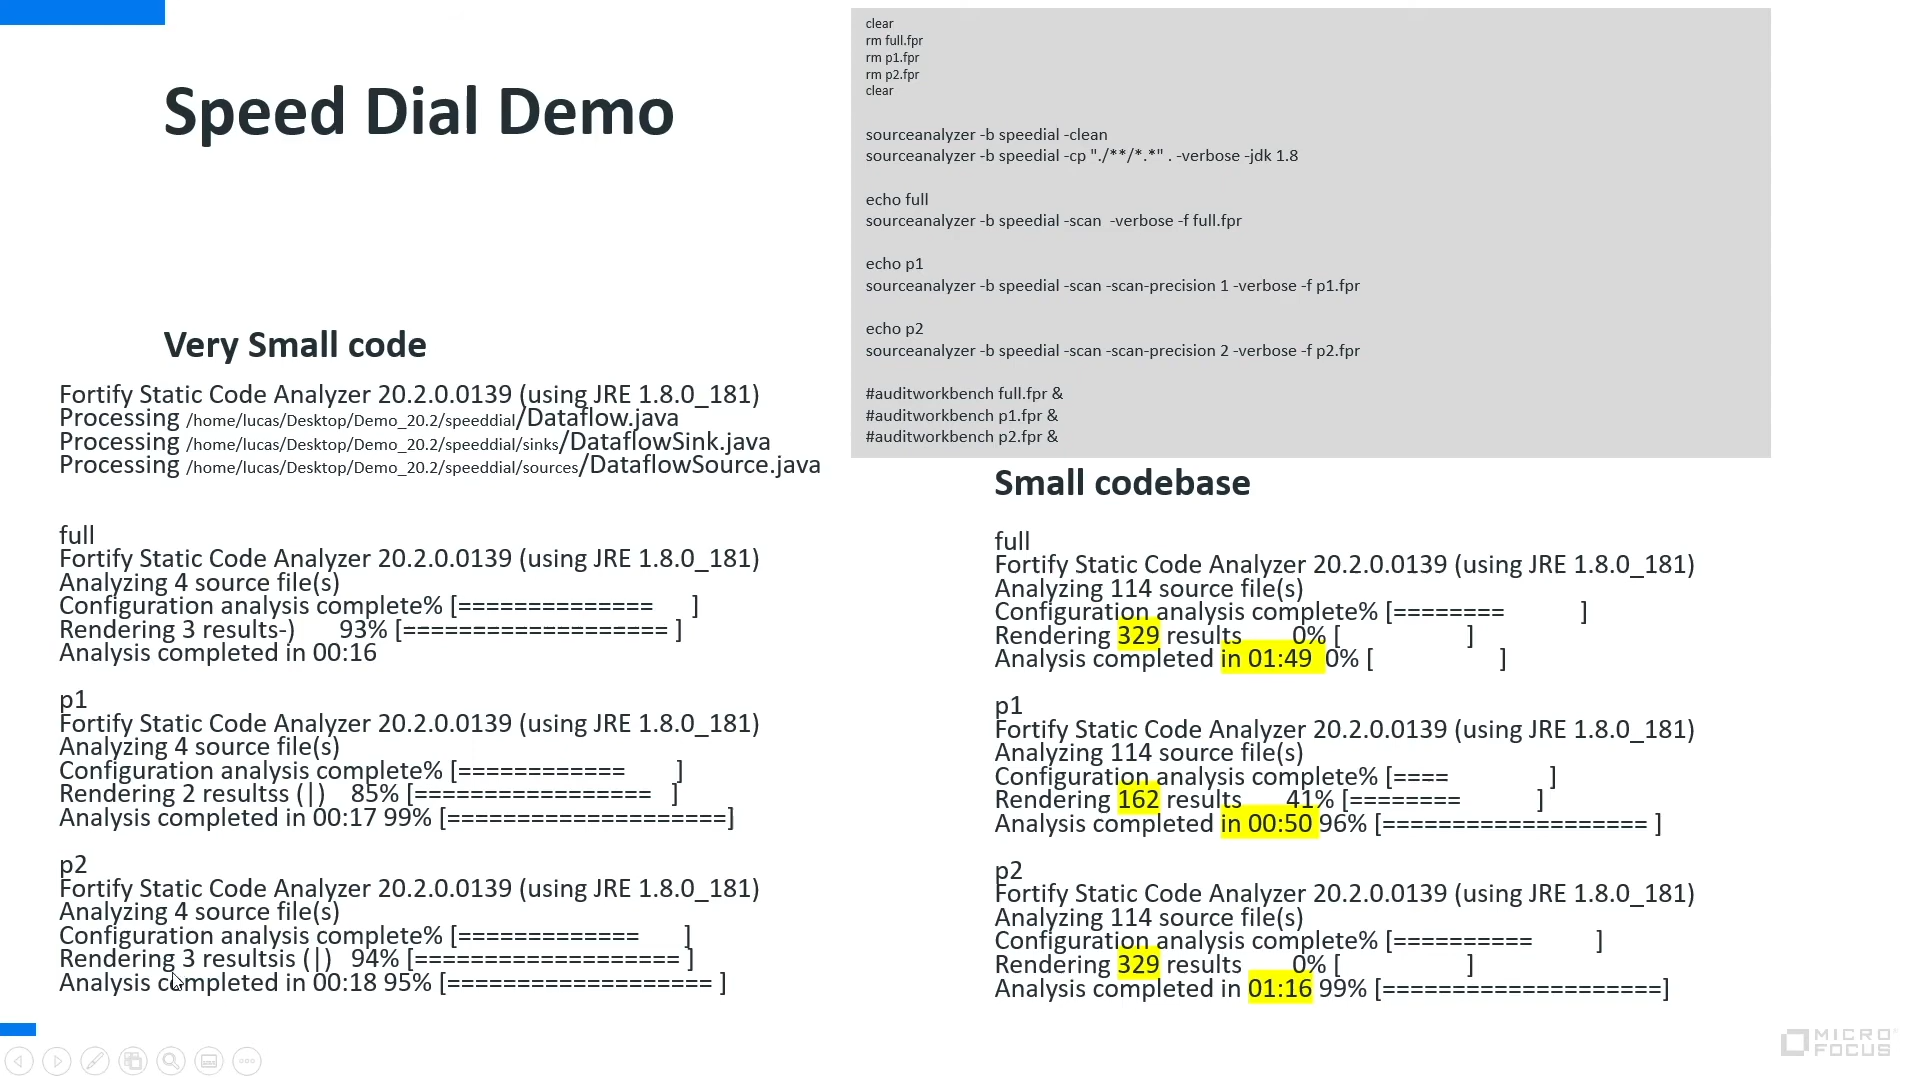 Speed Dial Demo
clear
rm full.fpr
rm p1.fpr
rm p2.fpr
clear
sourceanalyzer -b speedial -clean
sourceanalyzer -b speedial -cp "./**/*.*" . -verbose -jdk 1.8
echo full
sourceanalyzer -b speedial -scan  -verbose -f full.fpr
echo p1
sourceanalyzer -b speedial -scan -scan-precision 1 -verbose -f p1.fpr
echo p2
sourceanalyzer -b speedial -scan -scan-precision 2 -verbose -f p2.fpr
#auditworkbench full.fpr &
#auditworkbench p1.fpr &
#auditworkbench p2.fpr &
Very Small code
Fortify Static Code Analyzer 20.2.0.0139 (using JRE 1.8.0_181)
Processing /home/lucas/Desktop/Demo_20.2/speeddial/Dataflow.java
Processing /home/lucas/Desktop/Demo_20.2/speeddial/sinks/DataflowSink.java
Processing /home/lucas/Desktop/Demo_20.2/speeddial/sources/DataflowSource.java
full
Fortify Static Code Analyzer 20.2.0.0139 (using JRE 1.8.0_181)
Analyzing 4 source file(s)
Configuration analysis complete% [==============      ]
Rendering 3 results-)      93% [=================== ]
Analysis completed in 00:16
p1
Fortify Static Code Analyzer 20.2.0.0139 (using JRE 1.8.0_181)
Analyzing 4 source file(s)
Configuration analysis complete% [============        ]
Rendering 2 resultss (|)    85% [=================   ]
Analysis completed in 00:17 99% [====================]
p2
Fortify Static Code Analyzer 20.2.0.0139 (using JRE 1.8.0_181)
Analyzing 4 source file(s)
Configuration analysis complete% [=============       ]
Rendering 3 resultsis (|)   94% [=================== ]
Analysis completed in 00:18 95% [=================== ]
Small codebase
full
Fortify Static Code Analyzer 20.2.0.0139 (using JRE 1.8.0_181)
Analyzing 114 source file(s)
Configuration analysis complete% [========            ]
Rendering 329 results       0% [                    ]
Analysis completed in 01:49  0% [                    ]
p1
Fortify Static Code Analyzer 20.2.0.0139 (using JRE 1.8.0_181)
Analyzing 114 source file(s)
Configuration analysis complete% [====                ]
Rendering 162 results      41% [========            ]
Analysis completed in 00:50 96% [=================== ]
p2
Fortify Static Code Analyzer 20.2.0.0139 (using JRE 1.8.0_181)
Analyzing 114 source file(s)
Configuration analysis complete% [==========          ]
Rendering 329 results       0% [                    ]
Analysis completed in 01:16 99% [====================]
MICRO
FOCUS